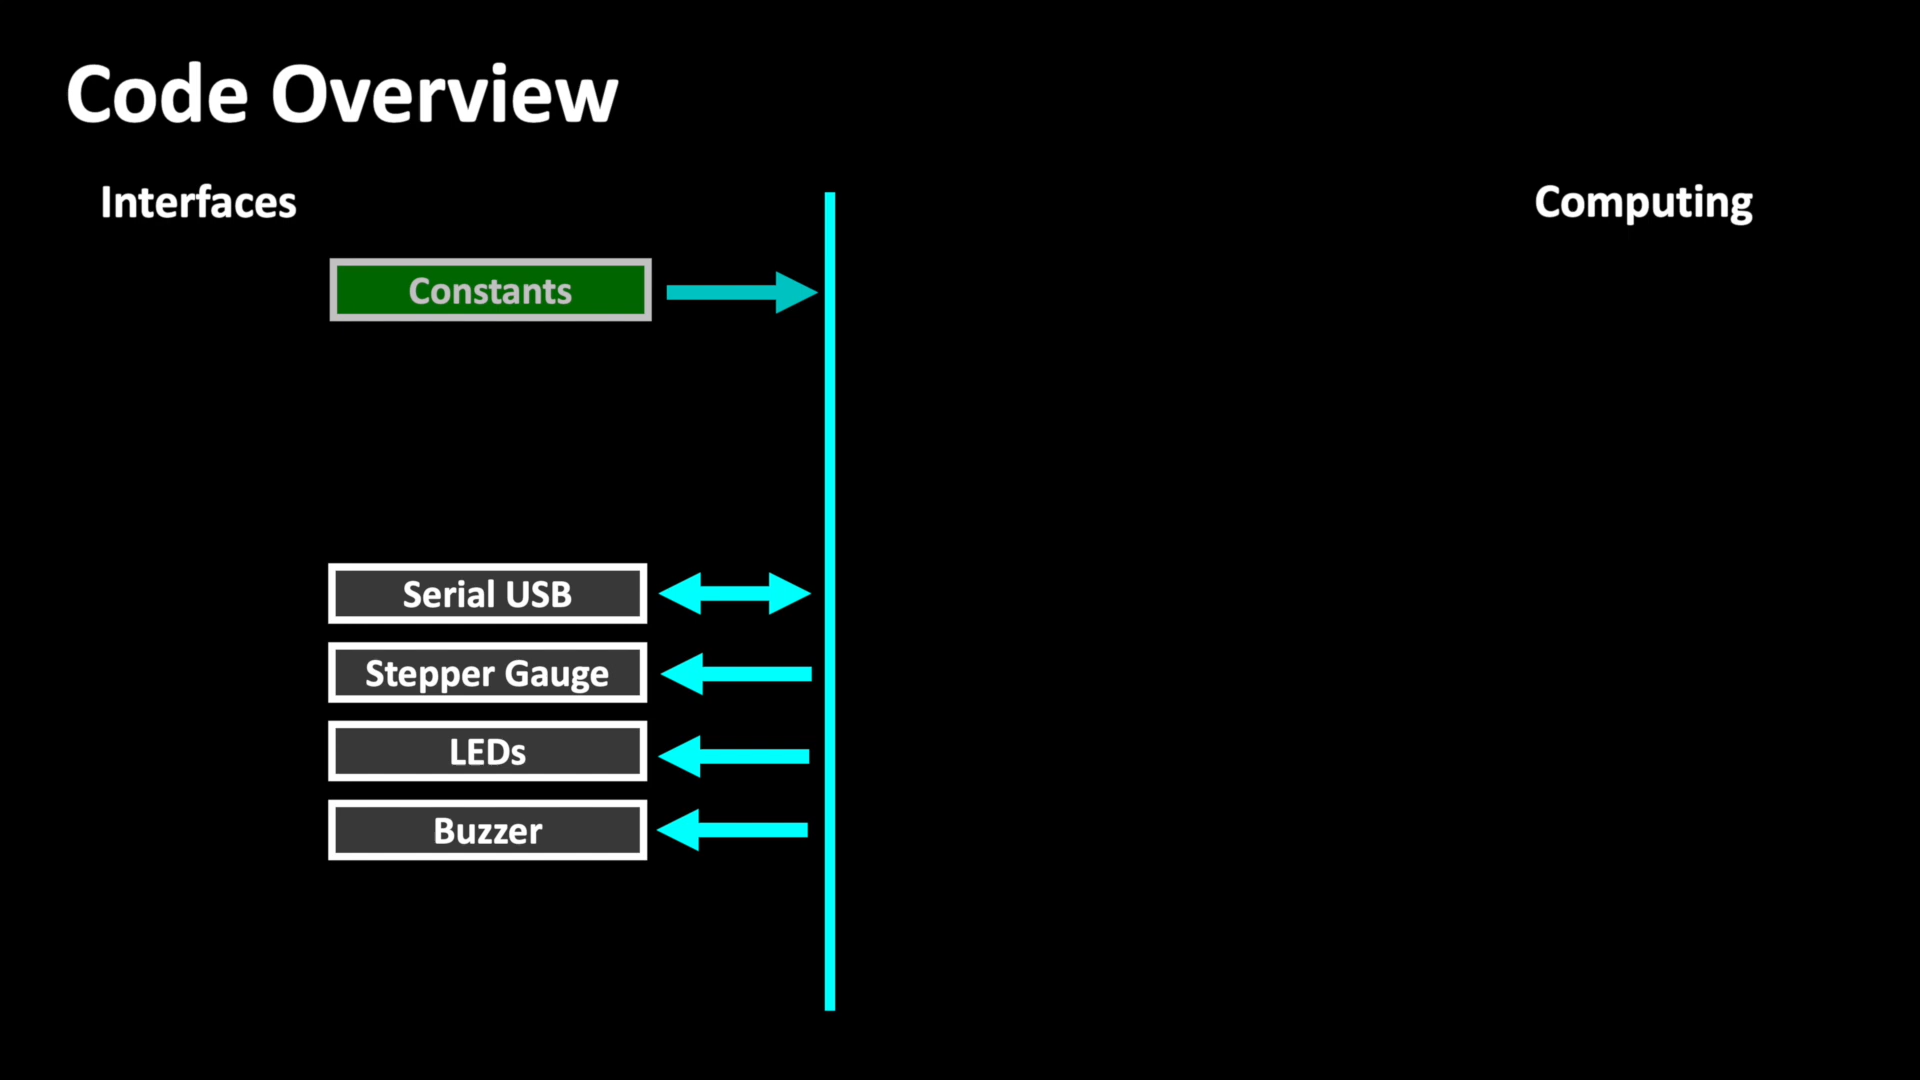 Code Overview
Interfaces
Computing
Constants
Serial USB
Stepper Gauge
LEDs
Buzzer